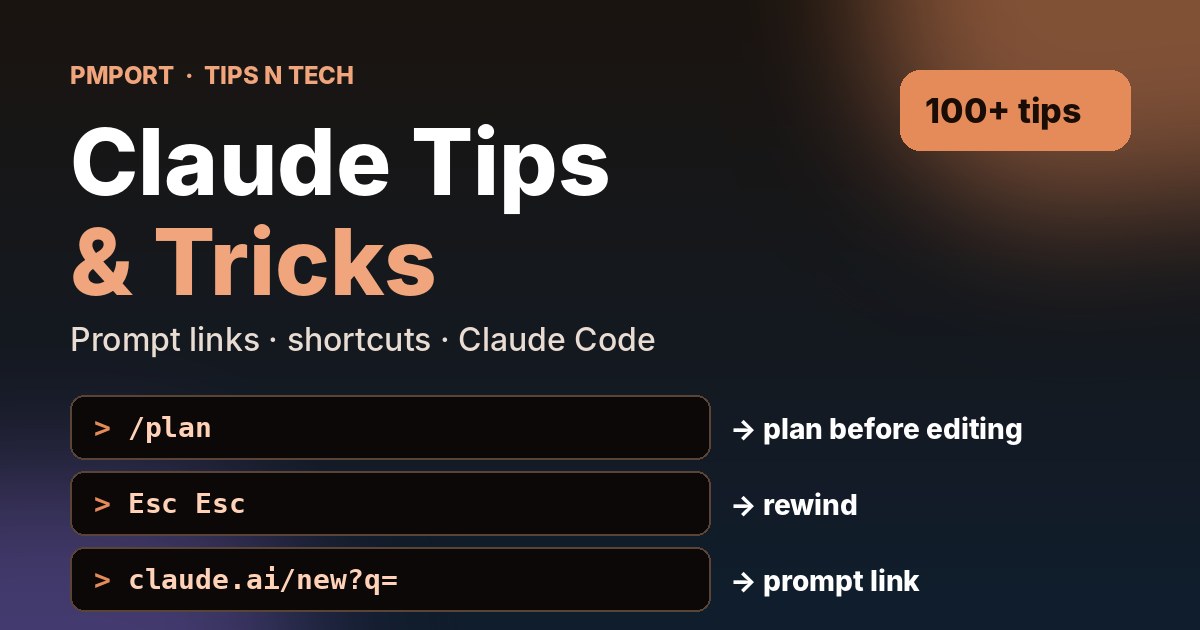 PMPORT · TIPS N TECH
100+ tips
Claude Tips
& Tricks
Prompt links · shortcuts · Claude Code
> /plan → plan before editing
> Esc Esc → rewind
> claude.ai/new?q= → prompt link